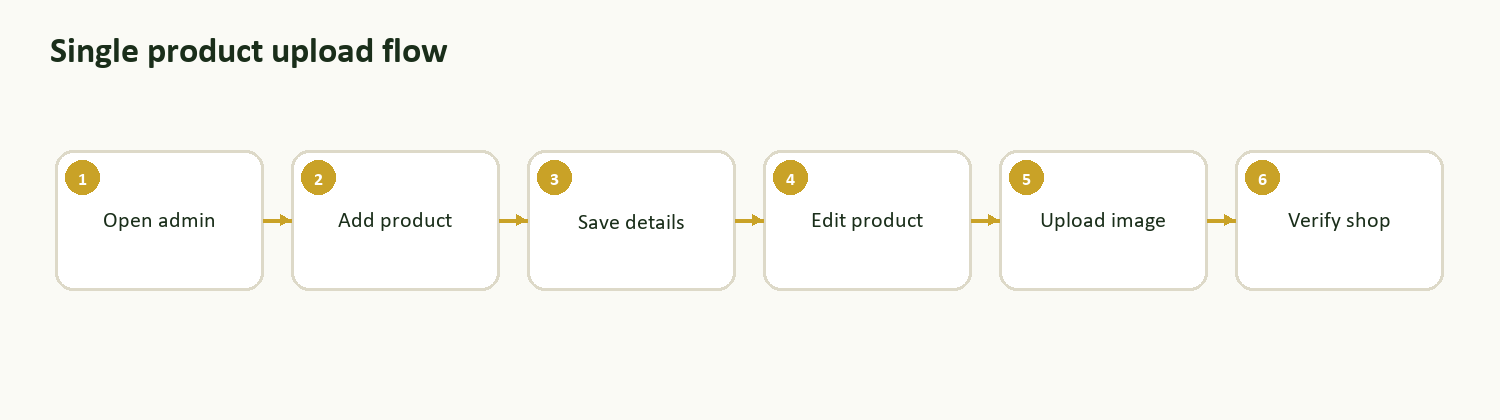 Single product upload flow
1
Open admin
2
Add product
3
Save details
4
Edit product
5
Upload image
6
Verify shop